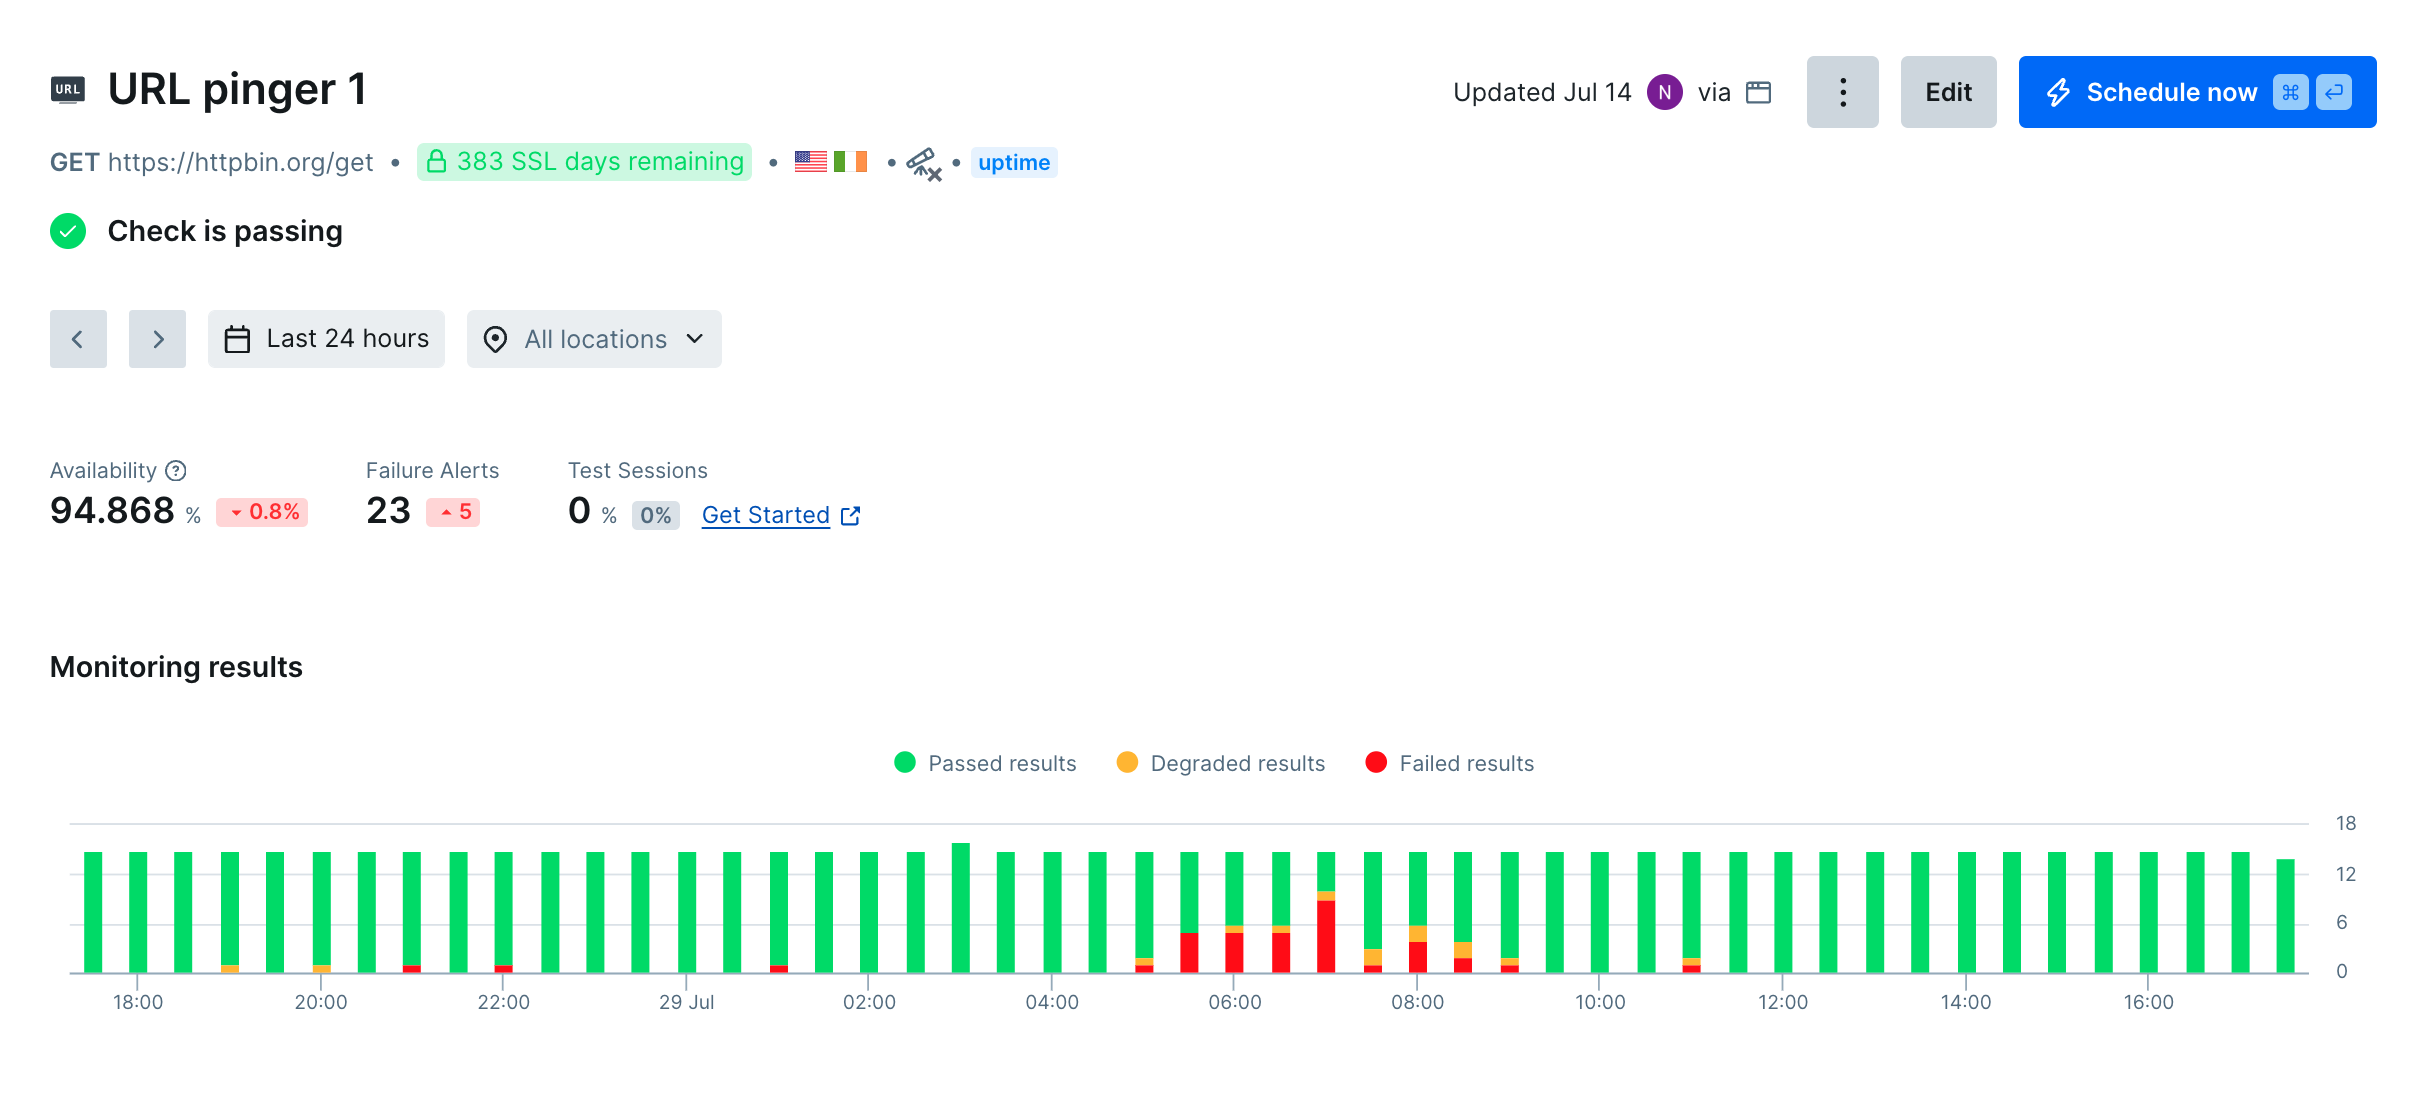 URL URL pinger 1 Updated Jul 14 N via Edit Schedule now ⌘
GET https://httpbin.org/get • 383 SSL days remaining • • • uptime
Check is passing
Last 24 hours All locations
Availability ? Failure Alerts Test Sessions
94.868 % 0.8% 23 5 0 % 0% Get Started
Monitoring results
Passed results Degraded results Failed results
18
12
6
0
18:00 20:00 22:00 29 Jul 02:00 04:00 06:00 08:00 10:00 12:00 14:00 16:00